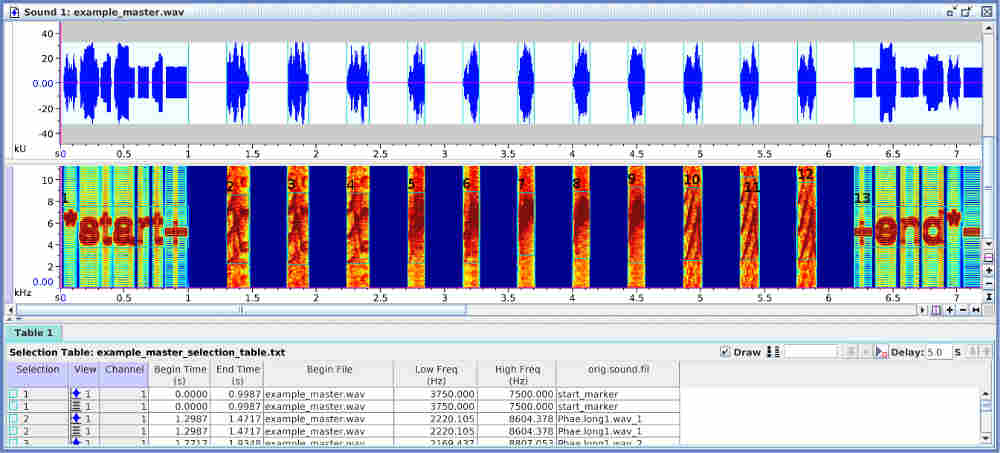 Sound 1: example_master.wav
40
20
0.00
-20
-40
kU
s0 0.5 1 1.5 2 2.5 3 3.5 4 4.5 5 5.5 6 6.5 7
10
8
6
4
2
0.00
kHz
1 2 3 4 5 6 7 8 9 10 11 12 13
*start+ +end*-
s0 0.5 1 1.5 2 2.5 3 3.5 4 4.5 5 5.5 6 6.5 7
Table 1
Selection Table: example_master_selection_table.txt Draw Delay: 5.0 S
Selection View Channel Begin Time (s) End Time (s) Begin File Low Freq (Hz) High Freq (Hz) orig.sound.fil
1 1 1 0.0000 0.9987 example_master.wav 3750.000 7500.000 start_marker
1 1 1 0.0000 0.9987 example_master.wav 3750.000 7500.000 start_marker
2 1 1 1.2987 1.4717 example_master.wav 2220.105 8604.378 Phae.long1.wav_1
2 1 1 1.2987 1.4717 example_master.wav 2220.105 8604.378 Phae.long1.wav_1
3 1 1 1.7717 1.9348 example_master.wav 2169.437 8807.053 Phae.long1.wav_2